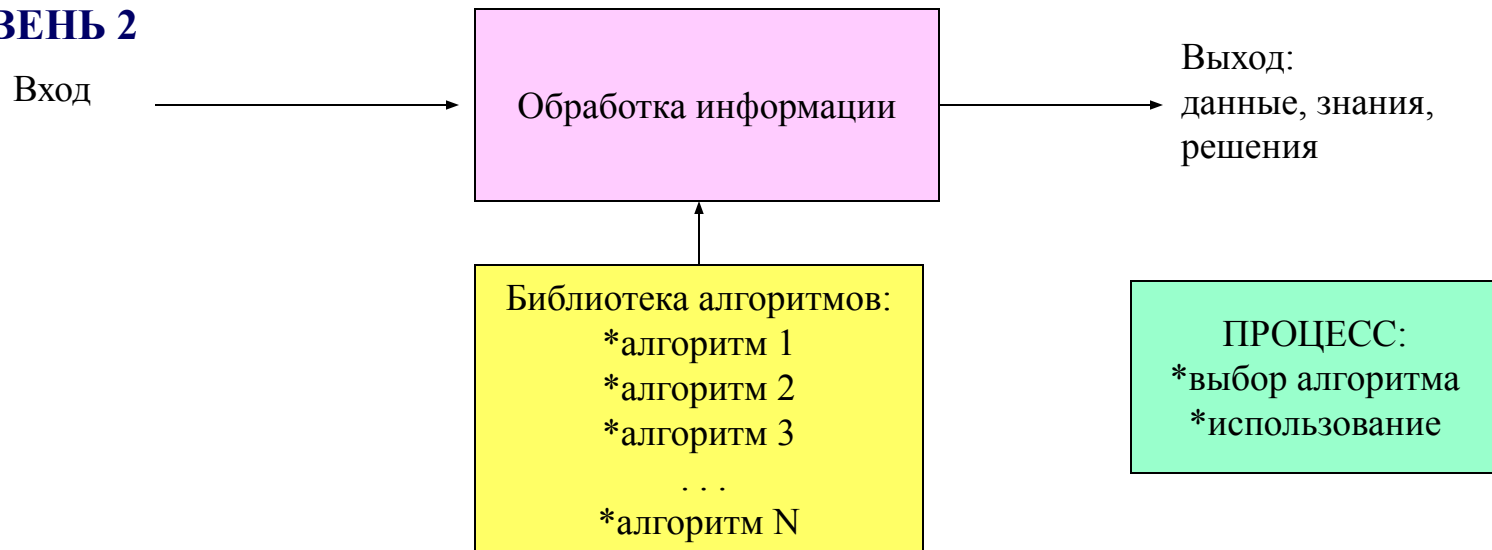 ВЕНЬ 2
Вход
Обработка информации
Выход:
данные, знания,
решения
Библиотека алгоритмов:
*алгоритм 1
*алгоритм 2
*алгоритм 3
. . .
*алгоритм N
ПРОЦЕСС:
*выбор алгоритма
*использование